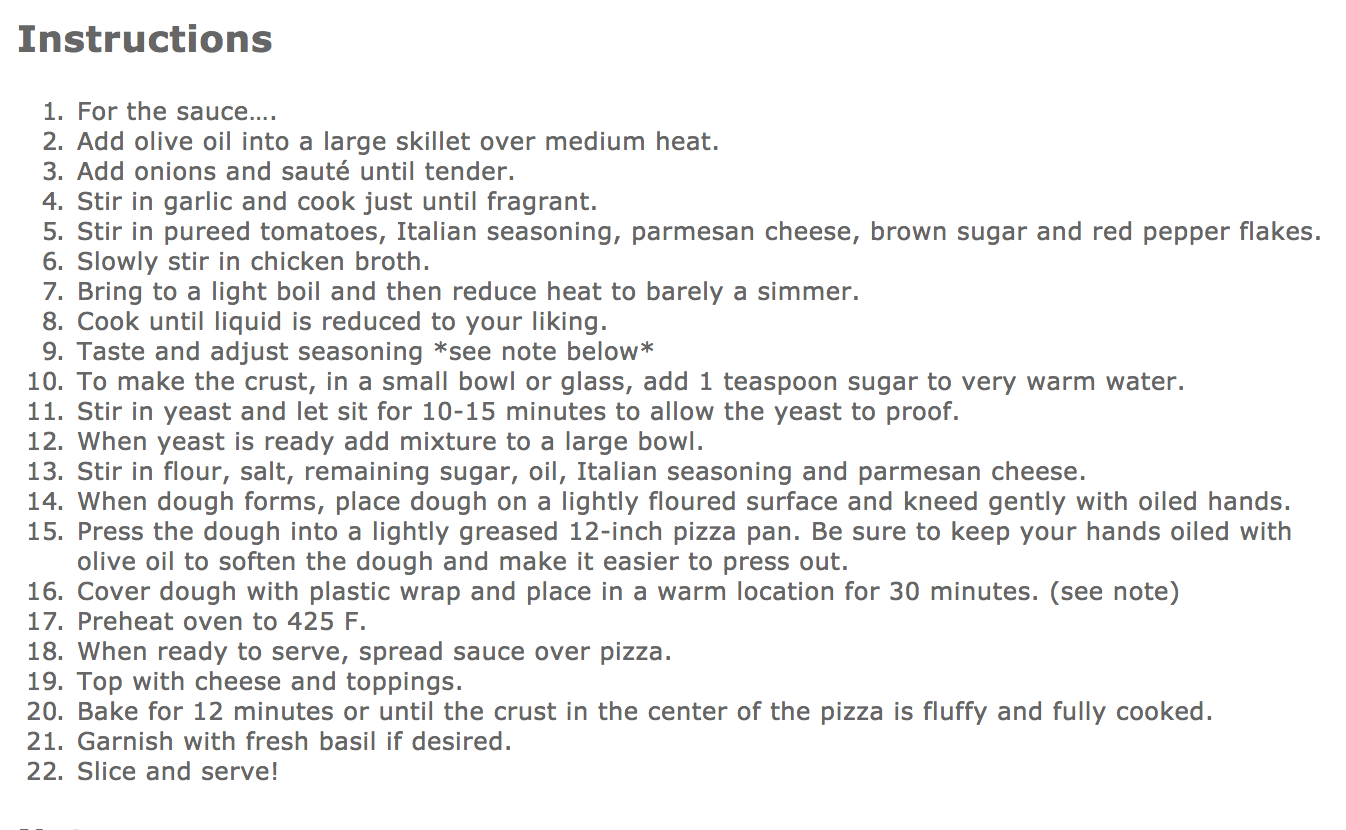 Instructions
1. For the sauce....
2. Add olive oil into a large skillet over medium heat.
3. Add onions and sauté until tender.
4. Stir in garlic and cook just until fragrant.
5. Stir in pureed tomatoes, Italian seasoning, parmesan cheese, brown sugar and red pepper flakes.
6. Slowly stir in chicken broth.
7. Bring to a light boil and then reduce heat to barely a simmer.
8. Cook until liquid is reduced to your liking.
9. Taste and adjust seasoning *see note below*
10. To make the crust, in a small bowl or glass, add 1 teaspoon sugar to very warm water.
11. Stir in yeast and let sit for 10-15 minutes to allow the yeast to proof.
12. When yeast is ready add mixture to a large bowl.
13. Stir in flour, salt, remaining sugar, oil, Italian seasoning and parmesan cheese.
14. When dough forms, place dough on a lightly floured surface and kneed gently with oiled hands.
15. Press the dough into a lightly greased 12-inch pizza pan. Be sure to keep your hands oiled with
olive oil to soften the dough and make it easier to press out.
16. Cover dough with plastic wrap and place in a warm location for 30 minutes. (see note)
17. Preheat oven to 425 F.
18. When ready to serve, spread sauce over pizza.
19. Top with cheese and toppings.
20. Bake for 12 minutes or until the crust in the center of the pizza is fluffy and fully cooked.
21. Garnish with fresh basil if desired.
22. Slice and serve!